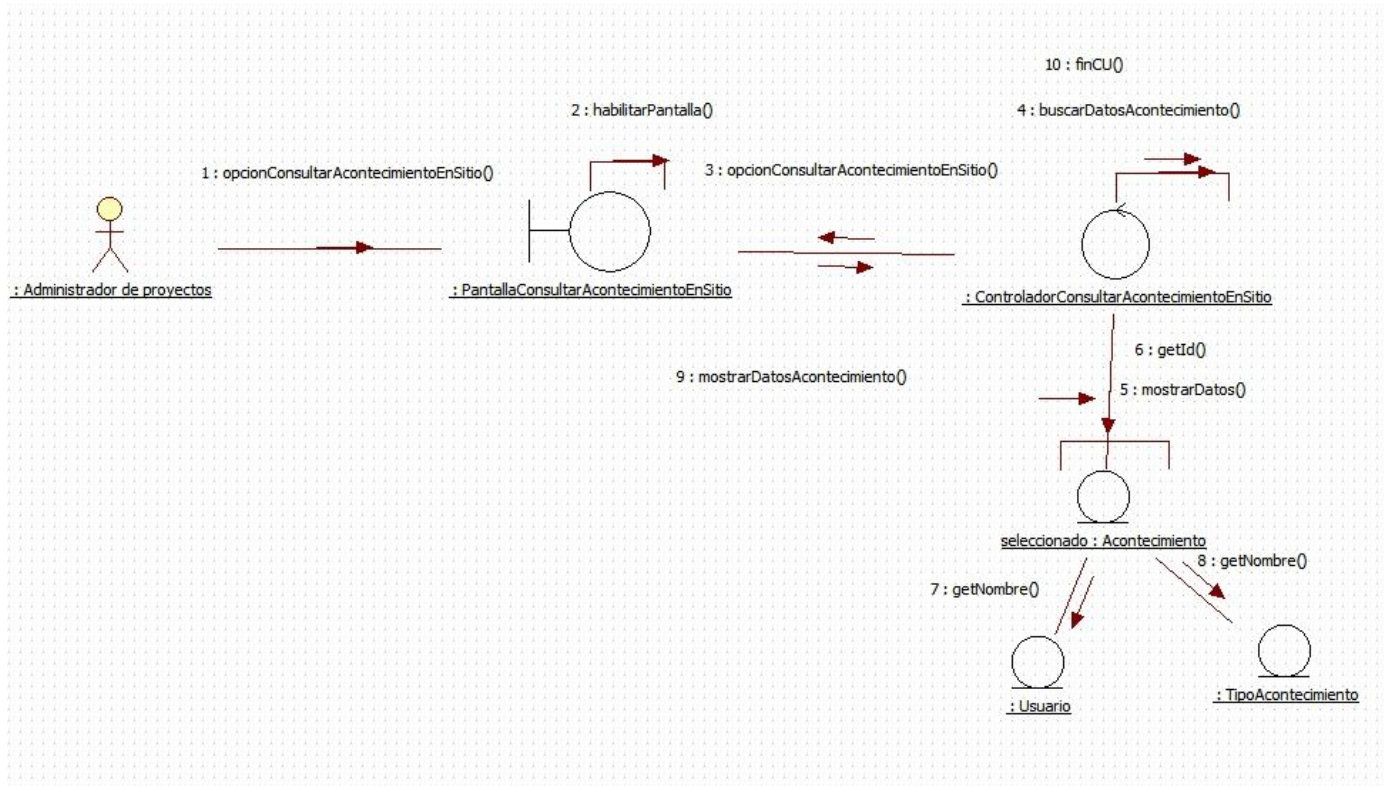 10 : finCU()
2 : habilitarPantalla()
4 : buscarDatosAcontecimiento()
1 : opcionConsultarAcontecimientoEnSitio()
3 : opcionConsultarAcontecimientoEnSitio()
: Administrador de proyectos
: PantallaConsultarAcontecimientoEnSitio
: ControladorConsultarAcontecimientoEnSitio
6 : getId()
9 : mostrarDatosAcontecimiento()
5 : mostrarDatos()
seleccionado : Acontecimiento
8 : getNombre()
7 : getNombre()
: TipoAcontecimiento
: Usuario